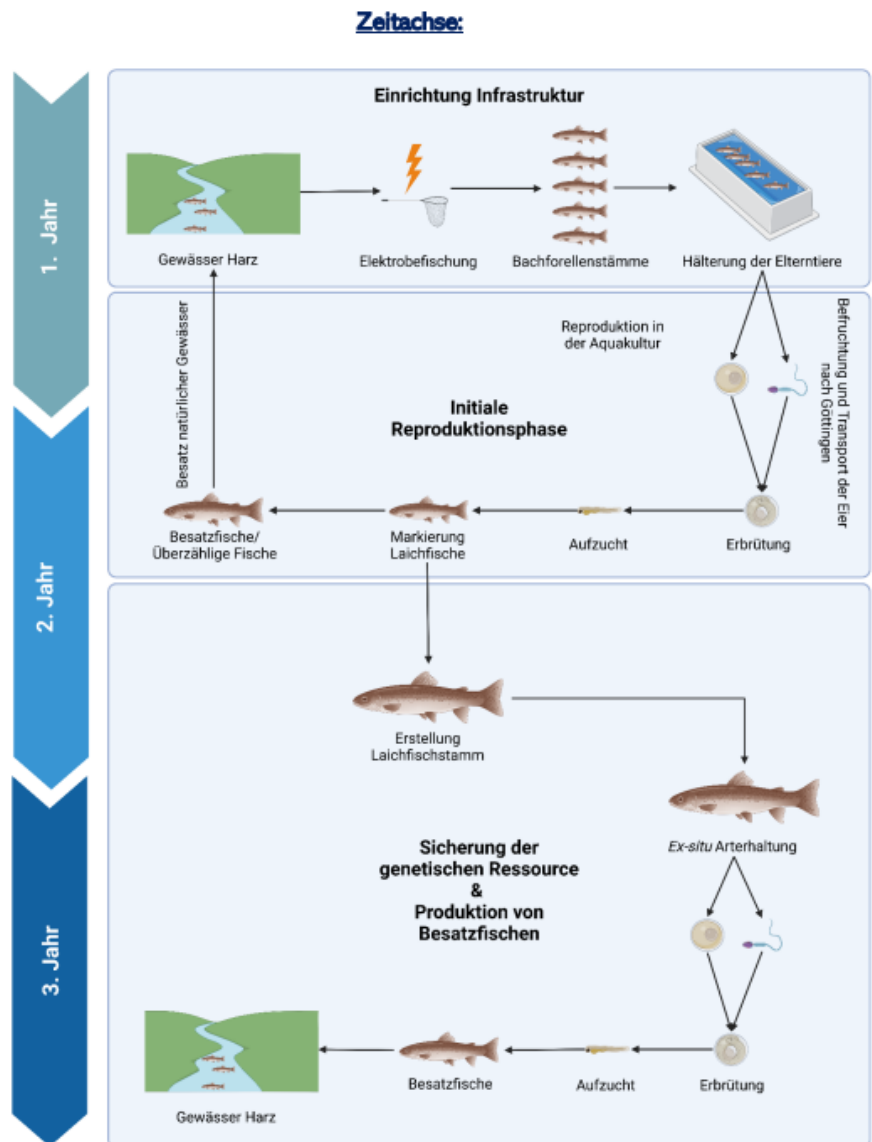 Zeitachse:
1. Jahr
2. Jahr
3. Jahr
Einrichtung Infrastruktur
Gewässer Harz
Elektrobefischung
Bachforellenstämme
Hälterung der Elterntiere
Besatz natürlicher Gewässer
Reproduktion in
der Aquakultur
Befruchtung und Transport der Eier
nach Göttingen
Initiale
Reproduktionsphase
Besatzfische/
Überzählige Fische
Markierung
Laichfische
Aufzucht
Erbrütung
Erstellung
Laichfischstamm
Ex-situ Arterhaltung
Sicherung der
genetischen Ressource
&
Produktion von
Besatzfischen
Gewässer Harz
Besatzfische
Aufzucht
Erbrütung